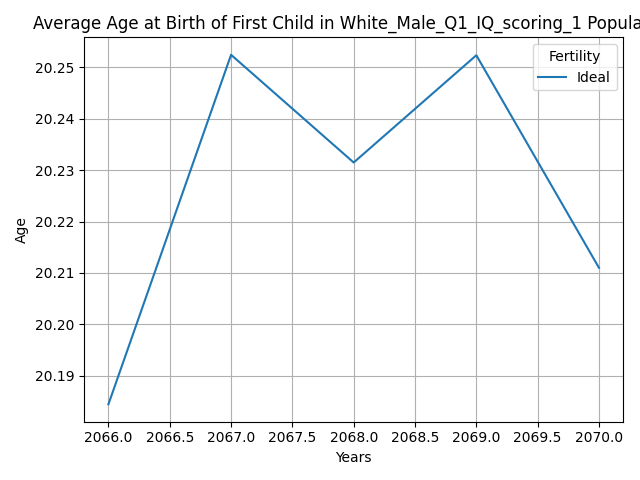 Average Age at Birth of First Child in White_Male_Q1_IQ_scoring_1 Popula
Fertility
Ideal
20.25
20.24
20.23
20.22
20.21
20.20
20.19
Age
2066.0 2066.5 2067.0 2067.5 2068.0 2068.5 2069.0 2069.5 2070.0
Years